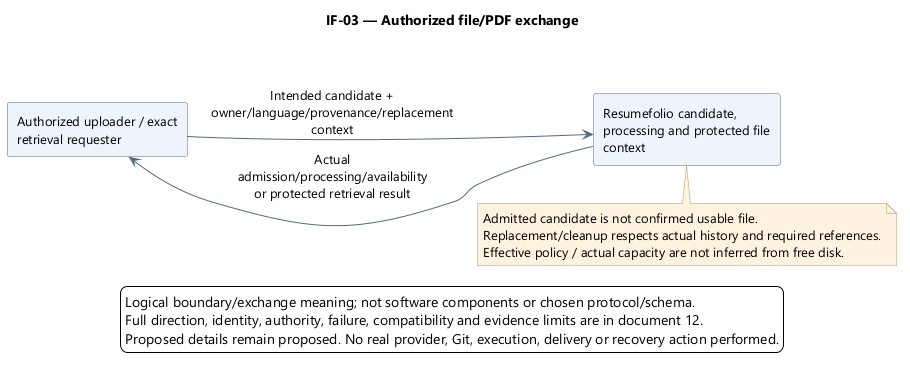 IF-03 — Authorized file/PDF exchange
Intended candidate +
owner/language/provenance/replacement
context
Authorized uploader / exact
retrieval requester
Resumefolio candidate,
processing and protected file
context
Actual
admission/processing/availability
or protected retrieval result
Admitted candidate is not confirmed usable file.
Replacement/cleanup respects actual history and required references.
Effective policy / actual capacity are not inferred from free disk.
Logical boundary/exchange meaning; not software components or chosen protocol/schema.
Full direction, identity, authority, failure, compatibility and evidence limits are in document 12.
Proposed details remain proposed. No real provider, Git, execution, delivery or recovery action performed.